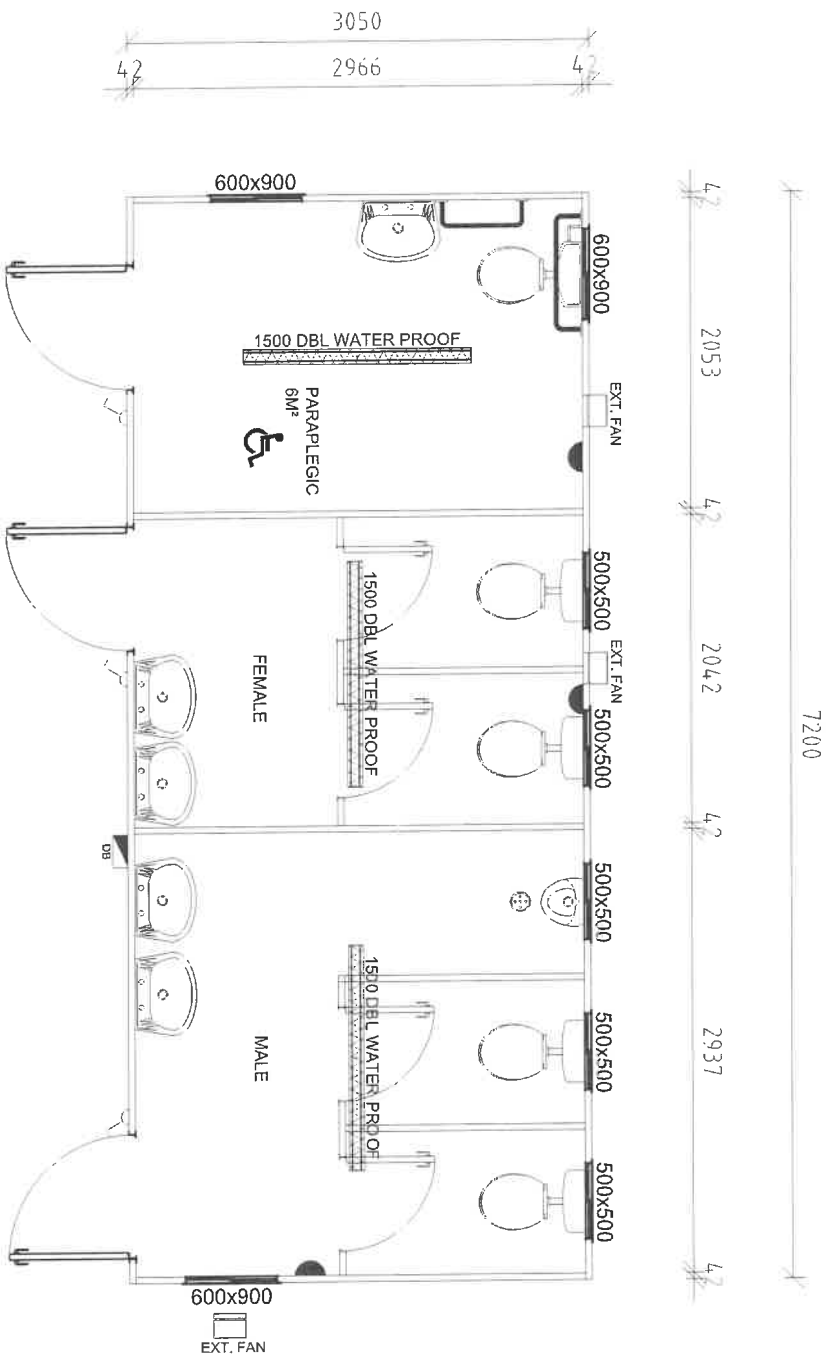 3050
42
2966
42
600x900
600x900
1500 DBL WATER PROOF
PARAPLEGIC
6M²
EXT. FAN
42
2053
42
500x500
1500 DBL WATER PROOF
FEMALE
EXT. FAN
500x500
2042
42
7200
DB
500x500
1500 DBL WATER PROOF
MALE
500x500
500x500
2937
42
600x900
EXT. FAN